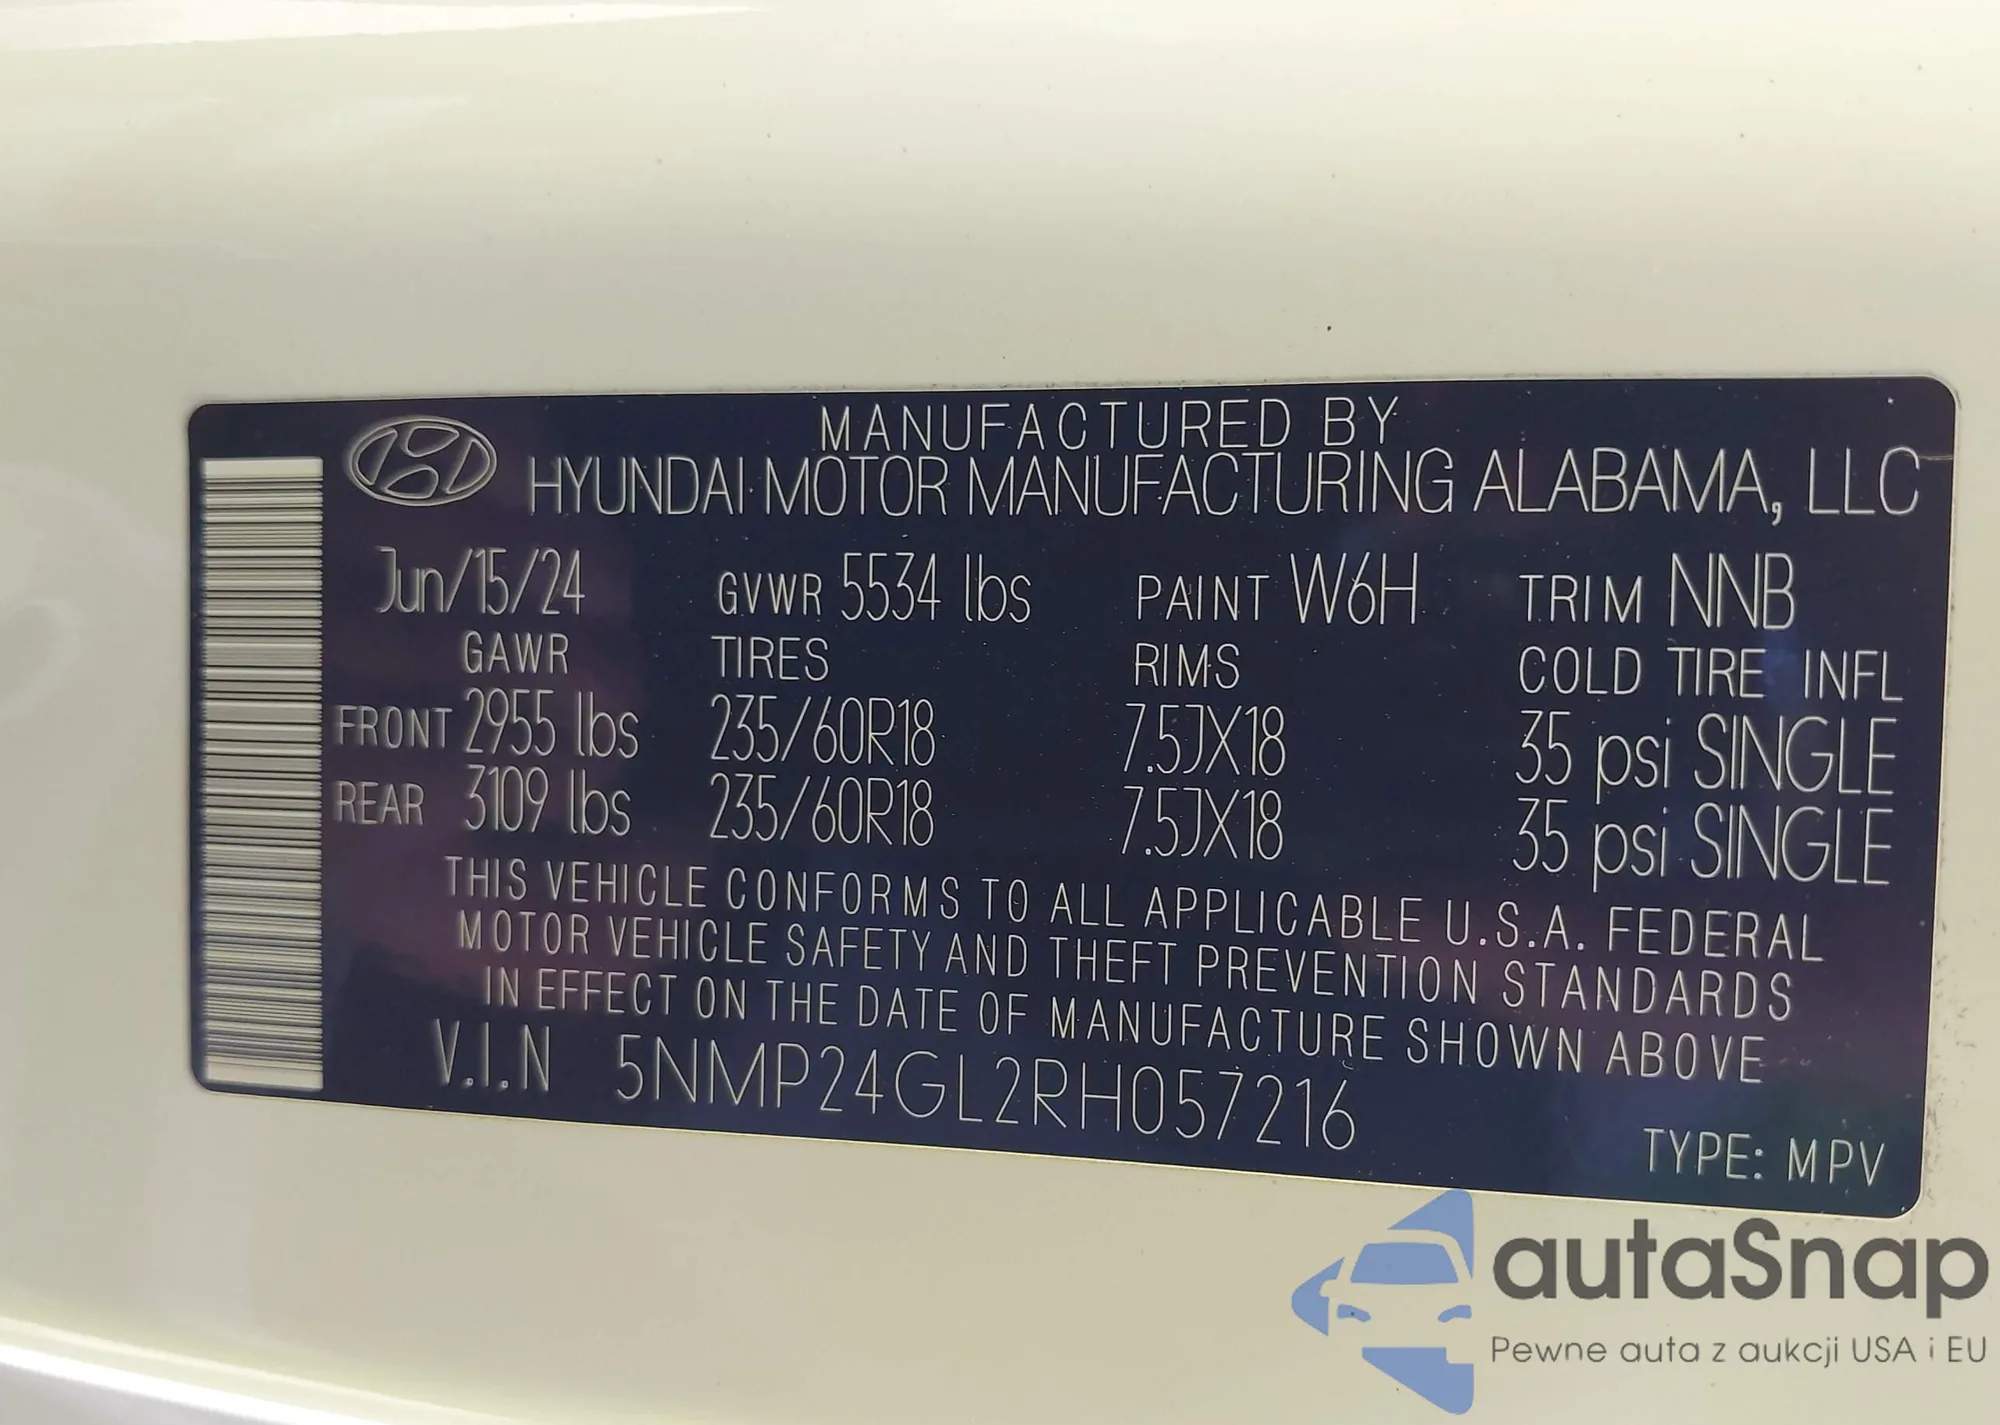 MANUFACTURED BY
HYUNDAI MOTOR MANUFACTURING ALABAMA, LLC
Jun/15/24 GVWR 5534 lbs PAINT W6H TRIM NNB
GAWR TIRES RIMS COLD TIRE INFL
FRONT 2955 lbs 235/60R18 7.5JX18 35 psi SINGLE
REAR 3109 lbs 235/60R18 7.5JX18 35 psi SINGLE
THIS VEHICLE CONFORMS TO ALL APPLICABLE U.S.A. FEDERAL
MOTOR VEHICLE SAFETY AND THEFT PREVENTION STANDARDS
IN EFFECT ON THE DATE OF MANUFACTURE SHOWN ABOVE
V.I.N 5NMP24GL2RH057216
TYPE: MPV
autaSnap
Pewne auta z aukcji USA i EU